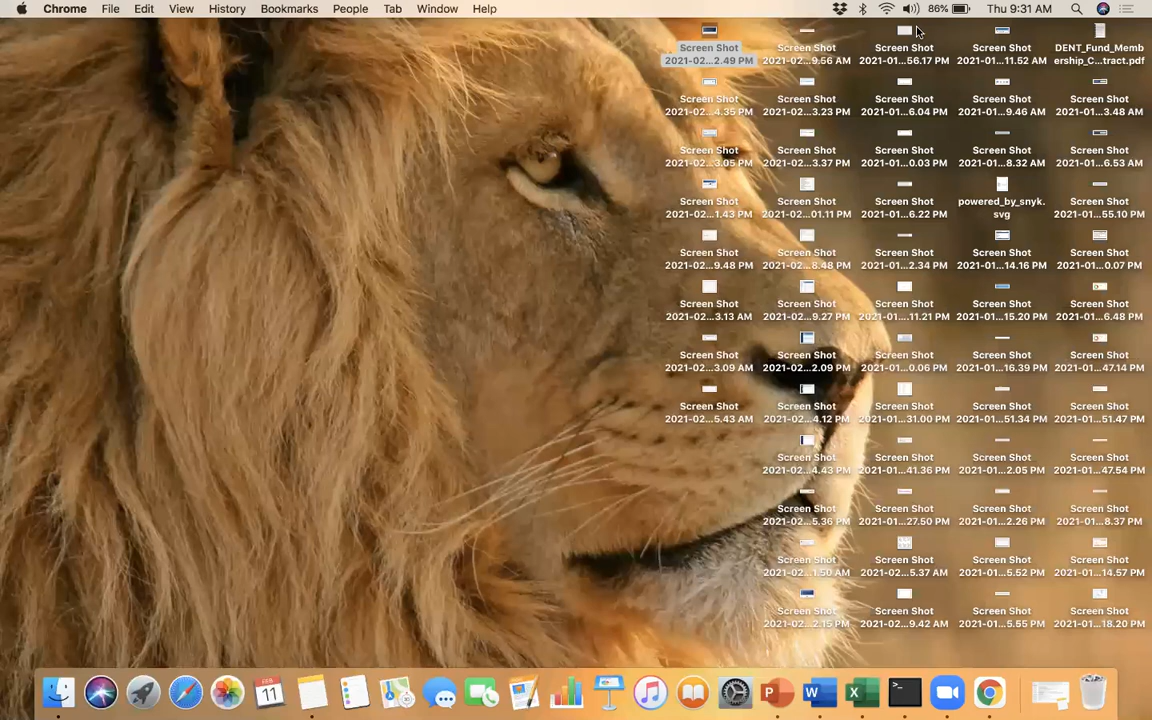 Chrome File Edit View History Bookmarks People Tab Window Help 86% Thu 9:31 AM
Screen Shot Screen Shot Screen Shot Screen Shot DENT_Fund_Memb
2021-02...2.49 PM 2021-02...9.56 AM 2021-01...56.17 PM 2021-01...11.52 AM ership_C...tract.pdf
Screen Shot Screen Shot Screen Shot Screen Shot Screen Shot
2021-02...4.35 PM 2021-02...3.23 PM 2021-01...6.04 PM 2021-01...9.46 AM 2021-01...3.48 AM
Screen Shot Screen Shot Screen Shot Screen Shot Screen Shot
2021-02...3.05 PM 2021-02...3.37 PM 2021-01...0.03 PM 2021-01...8.32 AM 2021-01...6.53 AM
Screen Shot Screen Shot Screen Shot powered_by_snyk. Screen Shot
2021-02...1.43 PM 2021-02...01.11 PM 2021-01...6.22 PM svg 2021-01...55.10 PM
Screen Shot Screen Shot Screen Shot Screen Shot Screen Shot
2021-02...9.48 PM 2021-02...8.48 PM 2021-01...2.34 PM 2021-01...14.16 PM 2021-01...0.07 PM
Screen Shot Screen Shot Screen Shot Screen Shot Screen Shot
2021-02...3.13 AM 2021-02...9.27 PM 2021-01....11.21 PM 2021-01...15.20 PM 2021-01...6.48 PM
Screen Shot Screen Shot Screen Shot Screen Shot Screen Shot
2021-02...3.09 AM 2021-02...2.09 PM 2021-01...0.06 PM 2021-01...16.39 PM 2021-01...47.14 PM
Screen Shot Screen Shot Screen Shot Screen Shot Screen Shot
2021-02...5.43 AM 2021-02...4.12 PM 2021-01...31.00 PM 2021-01...51.34 PM 2021-01...51.47 PM
Screen Shot Screen Shot Screen Shot Screen Shot
2021-02...4.43 PM 2021-01...41.36 PM 2021-01...2.05 PM 2021-01...47.54 PM
Screen Shot Screen Shot Screen Shot Screen Shot
2021-02...5.36 PM 2021-01...27.50 PM 2021-01...2.26 PM 2021-01...8.37 PM
Screen Shot Screen Shot Screen Shot Screen Shot
2021-02...1.50 AM 2021-02...5.37 AM 2021-01...5.52 PM 2021-01...14.57 PM
Screen Shot Screen Shot Screen Shot Screen Shot
2021-02...2.15 PM 2021-02...9.42 AM 2021-01...5.55 PM 2021-01...18.20 PM
FEB
11